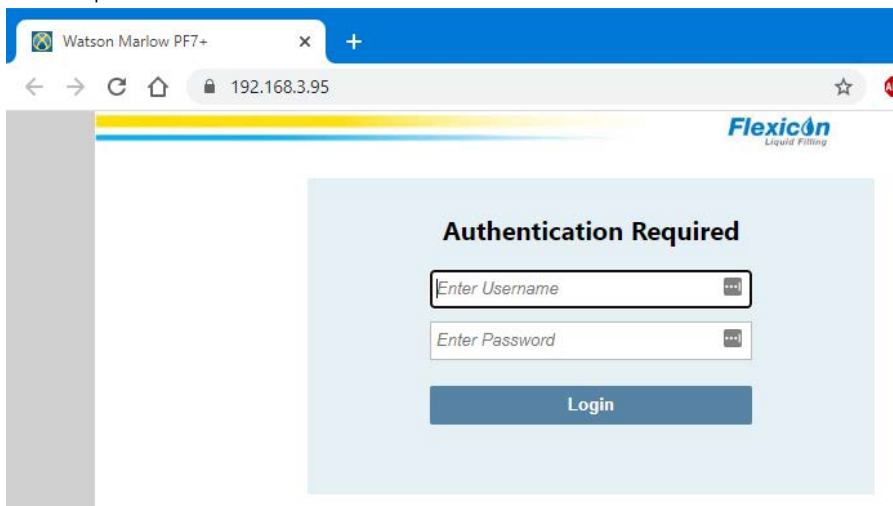 Watson Marlow PF7+
192.168.3.95
Flexicon
Liquid Filling
Authentication Required
Enter Username
Enter Password
Login